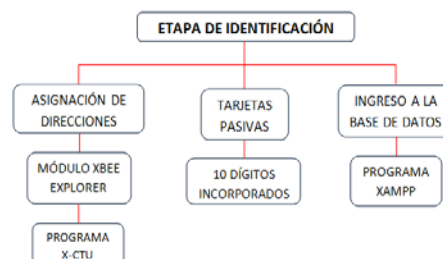 ETAPA DE IDENTIFICACIÓN
ASIGNACIÓN DE
DIRECCIONES
TARJETAS
PASIVAS
INGRESO A LA
BASE DE DATOS
MÓDULO XBEE
EXPLORER
10 DÍGITOS
INCORPORADOS
PROGRAMA
XAMPP
PROGRAMA
X-CTU